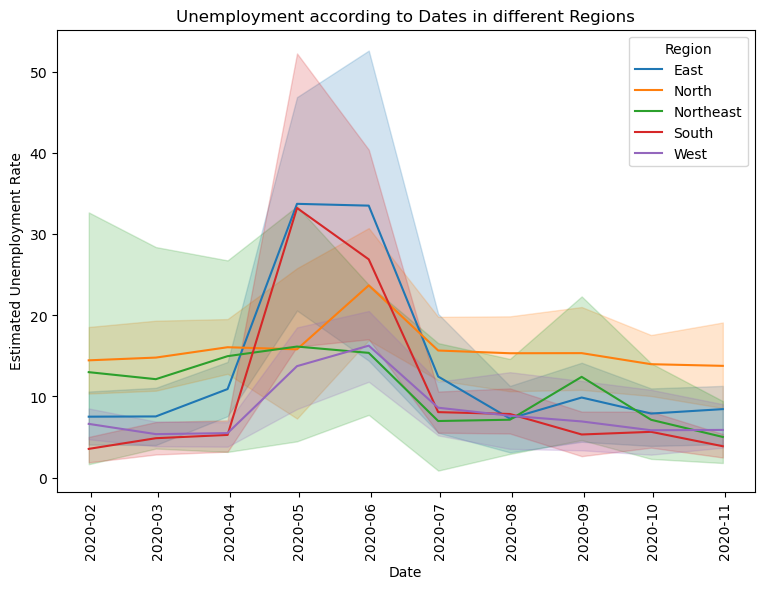 Unemployment according to Dates in different Regions
Region
East
North
Northeast
South
West
Estimated Unemployment Rate
50
40
30
20
10
0
2020-02
2020-03
2020-04
2020-05
2020-06
2020-07
2020-08
2020-09
2020-10
2020-11
Date